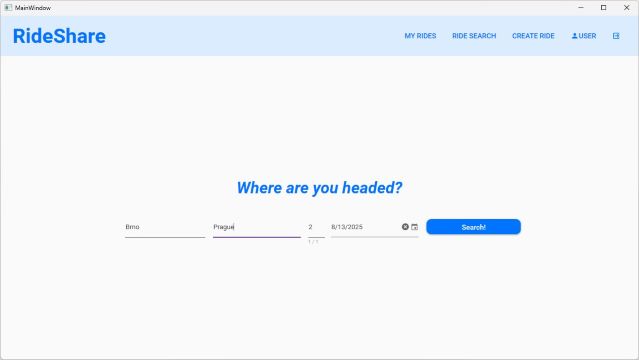 MainWindow
RideShare
MY RIDES RIDE SEARCH CREATE RIDE USER
Where are you headed?
Brno Prague 2 8/13/2025 Search!
1 / 1